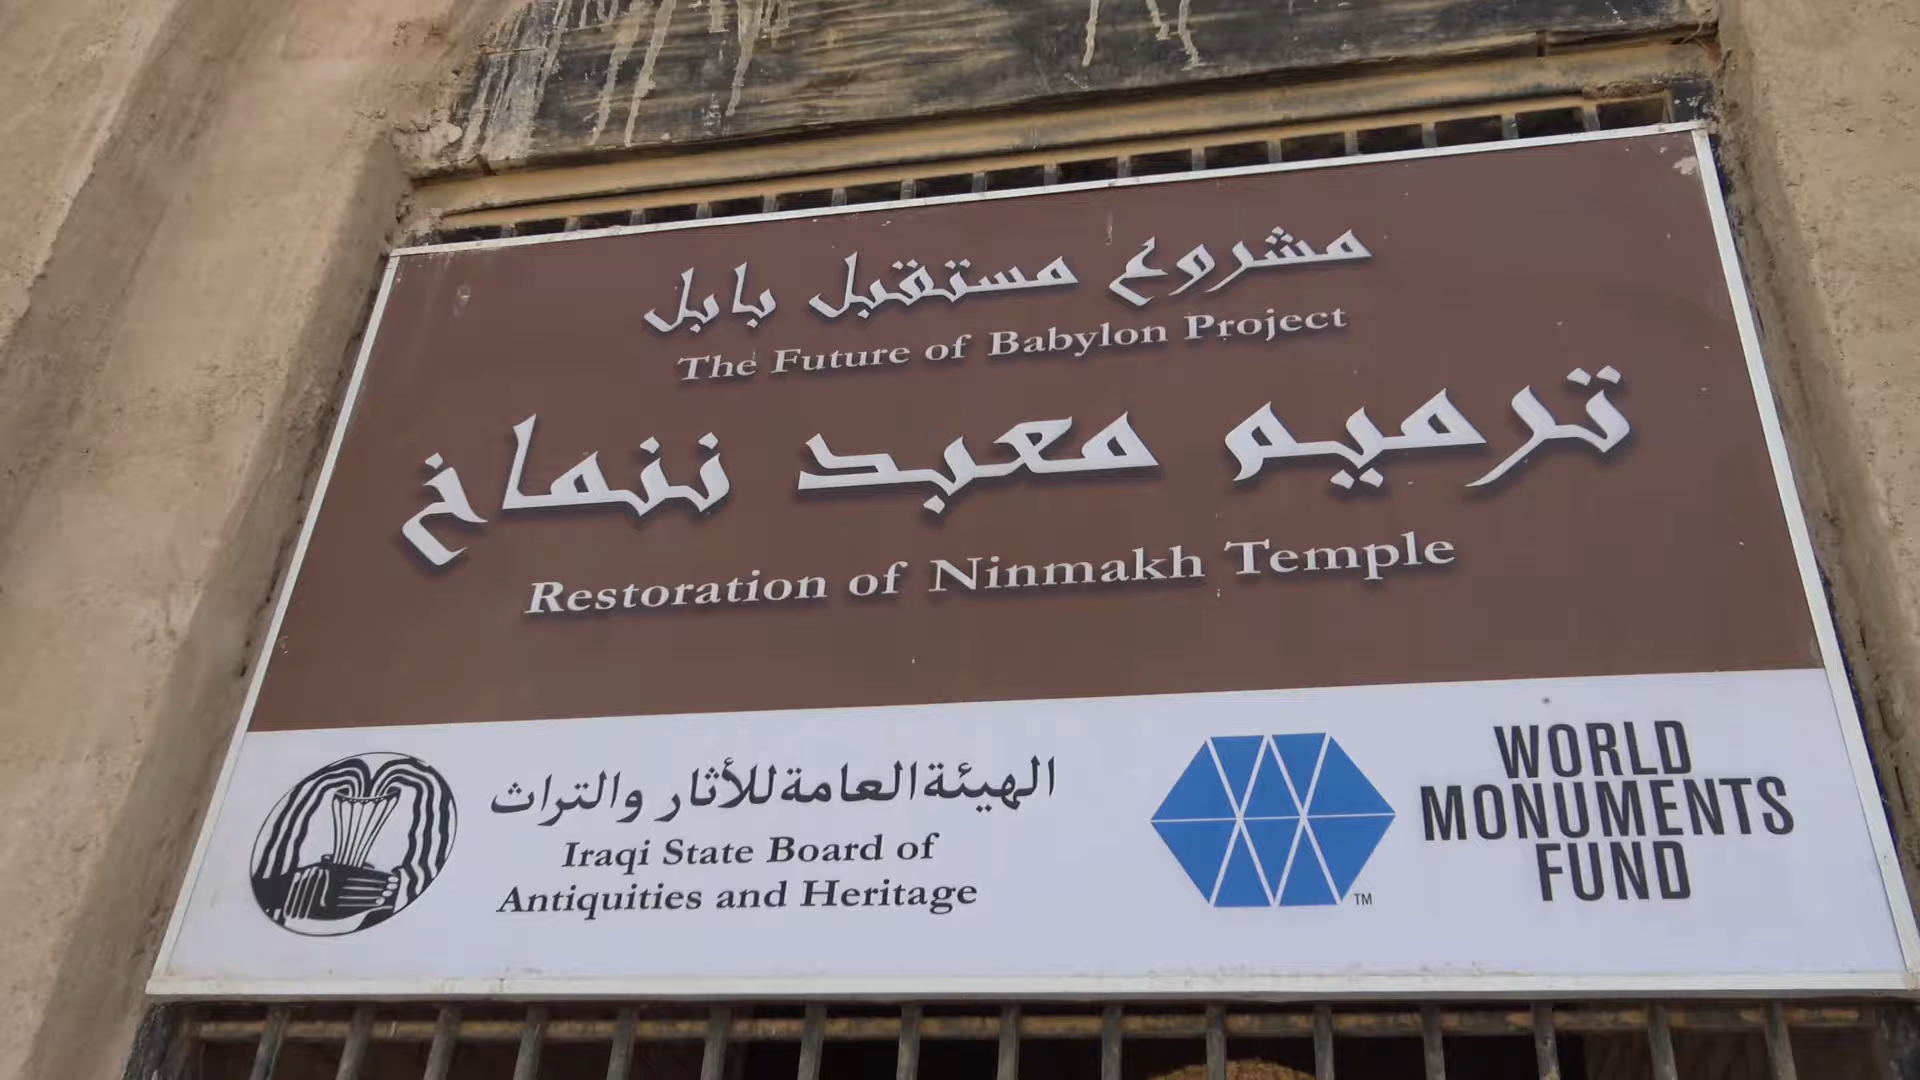 مشروع مستقبل بابل
The Future of Babylon Project
ترميم معبد ننماخ
Restoration of Ninmakh Temple
الهيئة العامة للأثار والتراث
Iraqi State Board of
Antiquities and Heritage
TM
WORLD
MONUMENTS
FUND